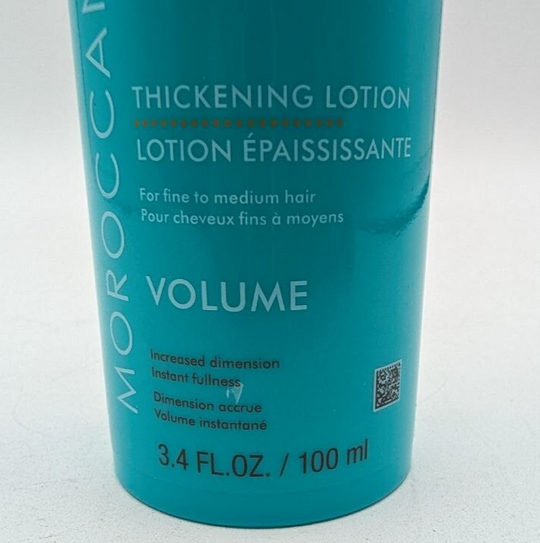 MOROCCAN
THICKENING LOTION
LOTION ÉPAISSISSANTE
For fine to medium hair
Pour cheveux fins à moyens
VOLUME
Increased dimension
Instant fullness
Dimension accrue
Volume instantané
3.4 FL.OZ. / 100 ml